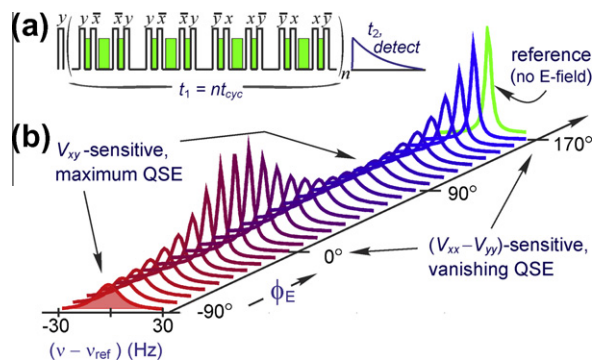 (a)
y y x̅ x̅ y y x̅ x̅ y y̅ x x y̅ y̅ x x y̅
n
t₂,
detect
t₁ = nt_cyc
reference
(no E-field)
(b)
V_xy -sensitive,
maximum QSE
170°
90°
0°
-90°
ϕ_E
(V_xx – V_yy)-sensitive,
vanishing QSE
-30 0 30
(ν – ν_ref) (Hz)